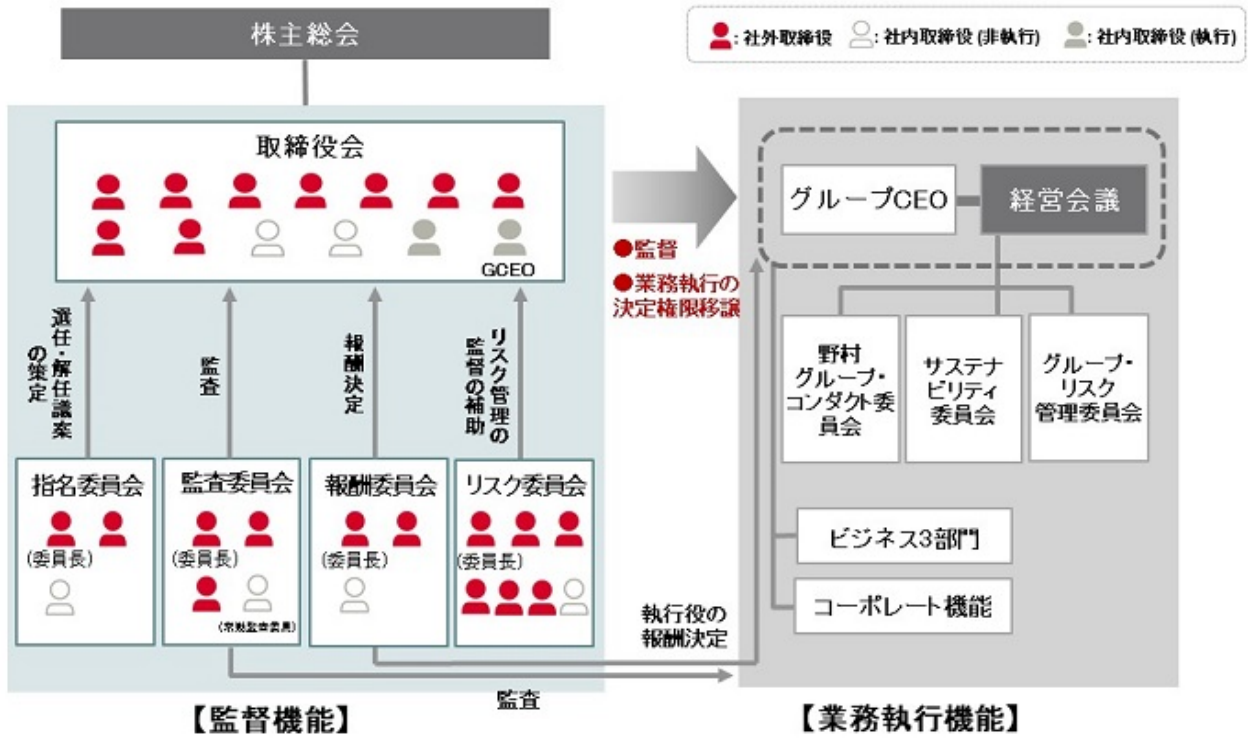 株主総会
:社外取締役
:社内取締役(非執行)
:社内取締役(執行)
取締役会
GCEO
●監督
●業務執行の
決定権限移譲
グループCEO
経営会議
選任・解任議案
の策定
監査
報酬決定
リスク管理の
監督の補助
野村
グループ・
コンダクト委
員会
サステナ
ビリティ
委員会
グループ・
リスク
管理委員会
指名委員会
(委員長)
監査委員会
(委員長)
(常勤監査委員)
報酬委員会
(委員長)
リスク委員会
(委員長)
ビジネス3部門
コーポレート機能
執行役の
報酬決定
監査
【監督機能】
【業務執行機能】